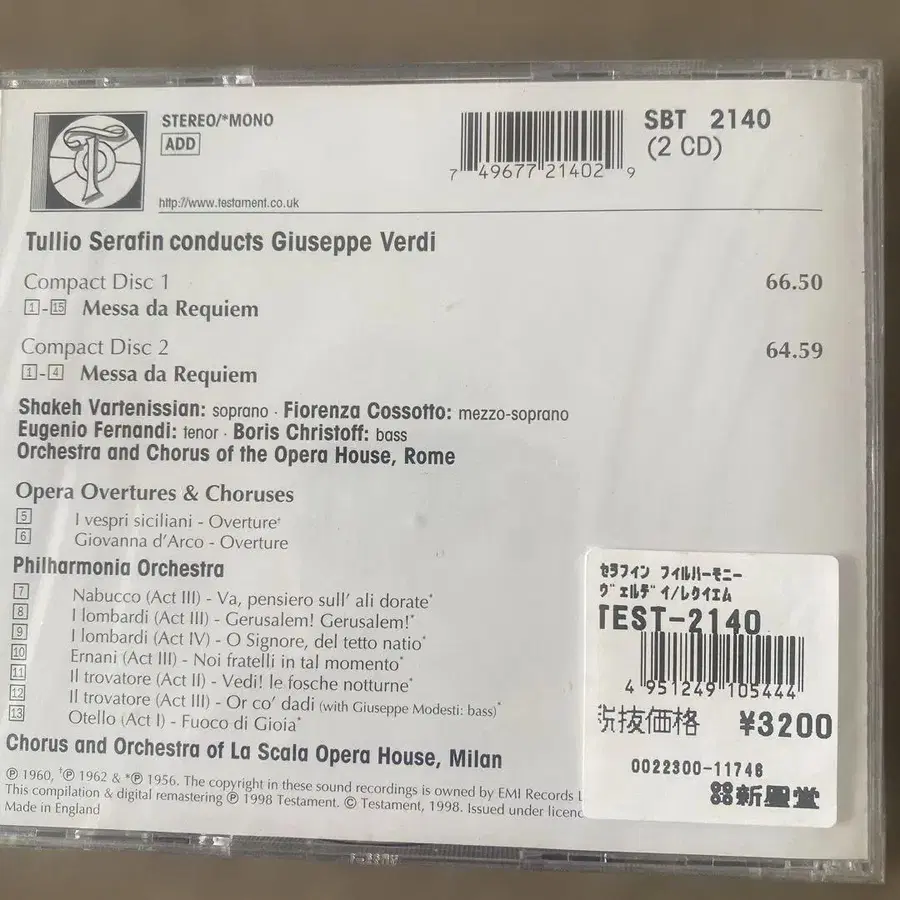 STEREO/*MONO
ADD
http://www.testament.co.uk
7 49677 21402 9
SBT 2140
(2 CD)
Tullio Serafin conducts Giuseppe Verdi
Compact Disc 1 66.50
1-15 Messa da Requiem
Compact Disc 2 64.59
1-4 Messa da Requiem
Shakeh Vartenissian: soprano · Fiorenza Cossotto: mezzo-soprano
Eugenio Fernandi: tenor · Boris Christoff: bass
Orchestra and Chorus of the Opera House, Rome
Opera Overtures & Choruses
5 I vespri siciliani - Overture†
6 Giovanna d'Arco - Overture
Philharmonia Orchestra
7 Nabucco (Act III) - Va, pensiero sull' ali dorate*
8 I lombardi (Act III) - Gerusalem! Gerusalem!*
9 I lombardi (Act IV) - O Signore, del tetto natio*
10 Ernani (Act III) - Noi fratelli in tal momento*
11 Il trovatore (Act II) - Vedi! le fosche notturne*
12 Il trovatore (Act III) - Or co' dadi (with Giuseppe Modesti: bass)*
13 Otello (Act I) - Fuoco di Gioia*
Chorus and Orchestra of La Scala Opera House, Milan
℗ 1960, †℗ 1962 & *℗ 1956. The copyright in these sound recordings is owned by EMI Records
This compilation & digital remastering ℗ 1998 Testament. © Testament, 1998. Issued under
Made in England
セラフイン フイルハーモニー
ヴエルデイ/レクイエム
TEST-2140
4 951249 105444
税抜価格 ¥3200
0022300-11746
新星堂